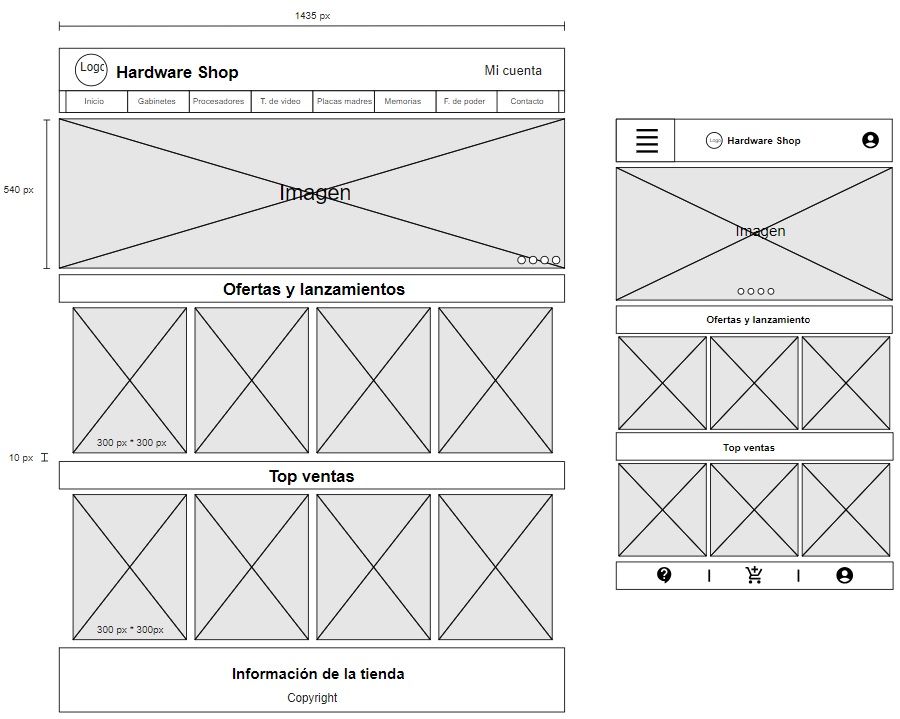 1435 px
Logo
Hardware Shop
Mi cuenta
Inicio
Gabinetes
Procesadores
T. de video
Placas madres
Memorias
F. de poder
Contacto
540 px
Imagen
Ofertas y lanzamientos
300 px * 300 px
10 px
Top ventas
300 px * 300px
Información de la tienda
Copyright
Logo
Hardware Shop
Imagen
Ofertas y lanzamiento
Top ventas